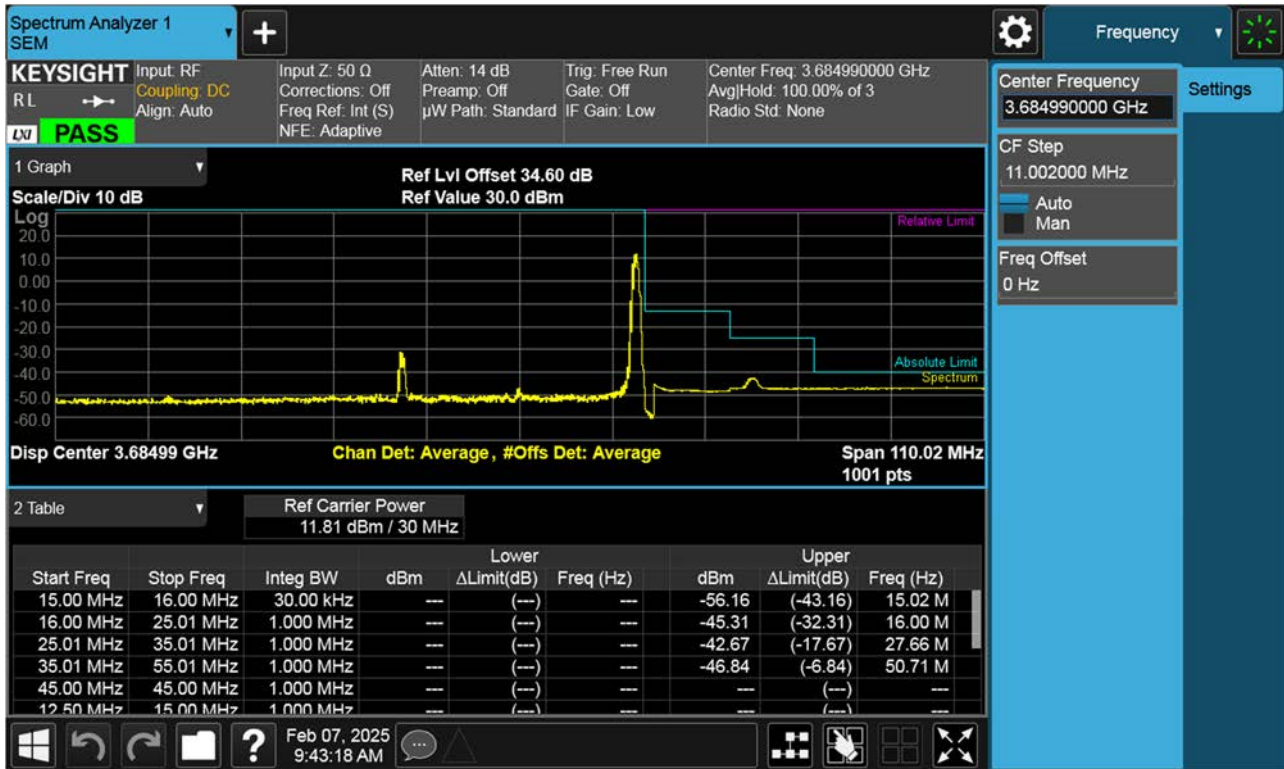 Spectrum Analyzer 1
SEM
+
Frequency
KEYSIGHT
RL
LXI
PASS
Input: RF
Coupling: DC
Align: Auto
Input Z: 50 Ω
Corrections: Off
Freq Ref: Int (S)
NFE: Adaptive
Atten: 14 dB
Preamp: Off
µW Path: Standard
Trig: Free Run
Gate: Off
IF Gain: Low
Center Freq: 3.684990000 GHz
Avg|Hold: 100.00% of 3
Radio Std: None
Center Frequency
3.684990000 GHz
Settings
CF Step
11.002000 MHz
Auto
Man
Freq Offset
0 Hz
1 Graph
Scale/Div 10 dB
Ref Lvl Offset 34.60 dB
Ref Value 30.0 dBm
Log
Relative Limit
20.0
10.0
0.00
-10.0
-20.0
-30.0
-40.0
-50.0
-60.0
Absolute Limit
Spectrum
Disp Center 3.68499 GHz
Chan Det: Average, #Offs Det: Average
Span 110.02 MHz
1001 pts
2 Table
Ref Carrier Power
11.81 dBm / 30 MHz
Lower Upper
Start Freq Stop Freq Integ BW dBm ΔLimit(dB) Freq (Hz) dBm ΔLimit(dB) Freq (Hz)
15.00 MHz 16.00 MHz 30.00 kHz --- (---) --- -56.16 (-43.16) 15.02 M
16.00 MHz 25.01 MHz 1.000 MHz --- (---) --- -45.31 (-32.31) 16.00 M
25.01 MHz 35.01 MHz 1.000 MHz --- (---) --- -42.67 (-17.67) 27.66 M
35.01 MHz 55.01 MHz 1.000 MHz --- (---) --- -46.84 (-6.84) 50.71 M
45.00 MHz 45.00 MHz 1.000 MHz --- (---) --- --- (---) ---
12.50 MHz 15.00 MHz 1.000 MHz --- (---) --- --- (---) ---
?
Feb 07, 2025
9:43:18 AM